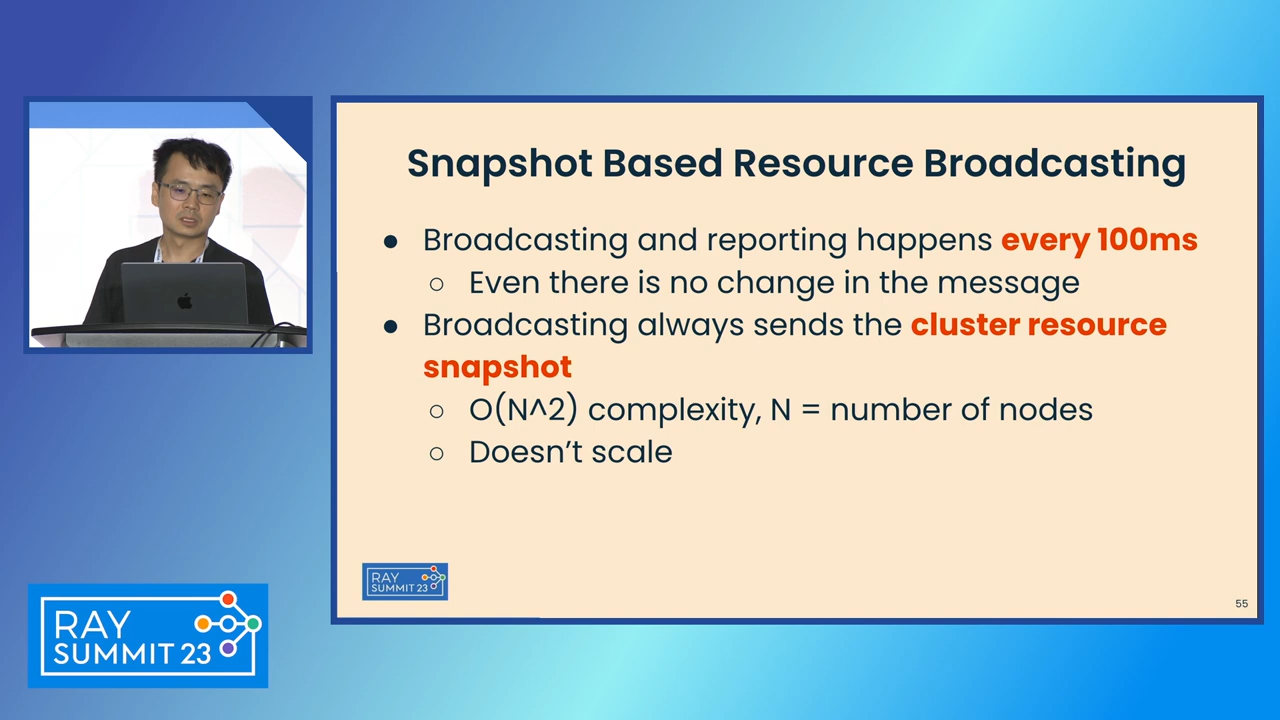 Snapshot Based Resource Broadcasting
● Broadcasting and reporting happens every 100ms
○ Even there is no change in the message
● Broadcasting always sends the cluster resource
snapshot
○ O(N^2) complexity, N = number of nodes
○ Doesn't scale
RAY
SUMMIT 23
55
RAY
SUMMIT 23